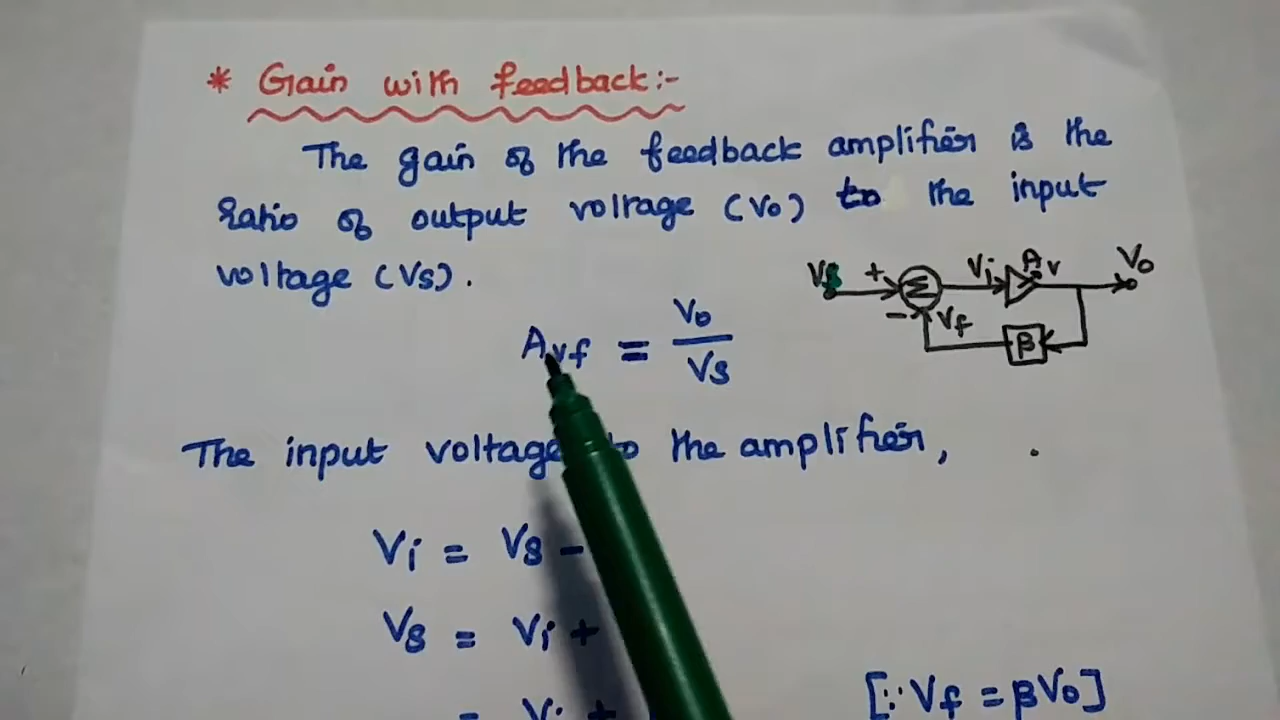 * Gain with feedback:-
The gain of the feedback amplifier is the
ratio of output voltage (Vo) to the input
voltage (Vs).
Vs + Σ Vi Av Vo
- Vf
β
Avf = Vo / Vs
The input voltage to the amplifier,
Vi = Vs -
Vs = Vi +
= Vi + [∵ Vf = βVo]